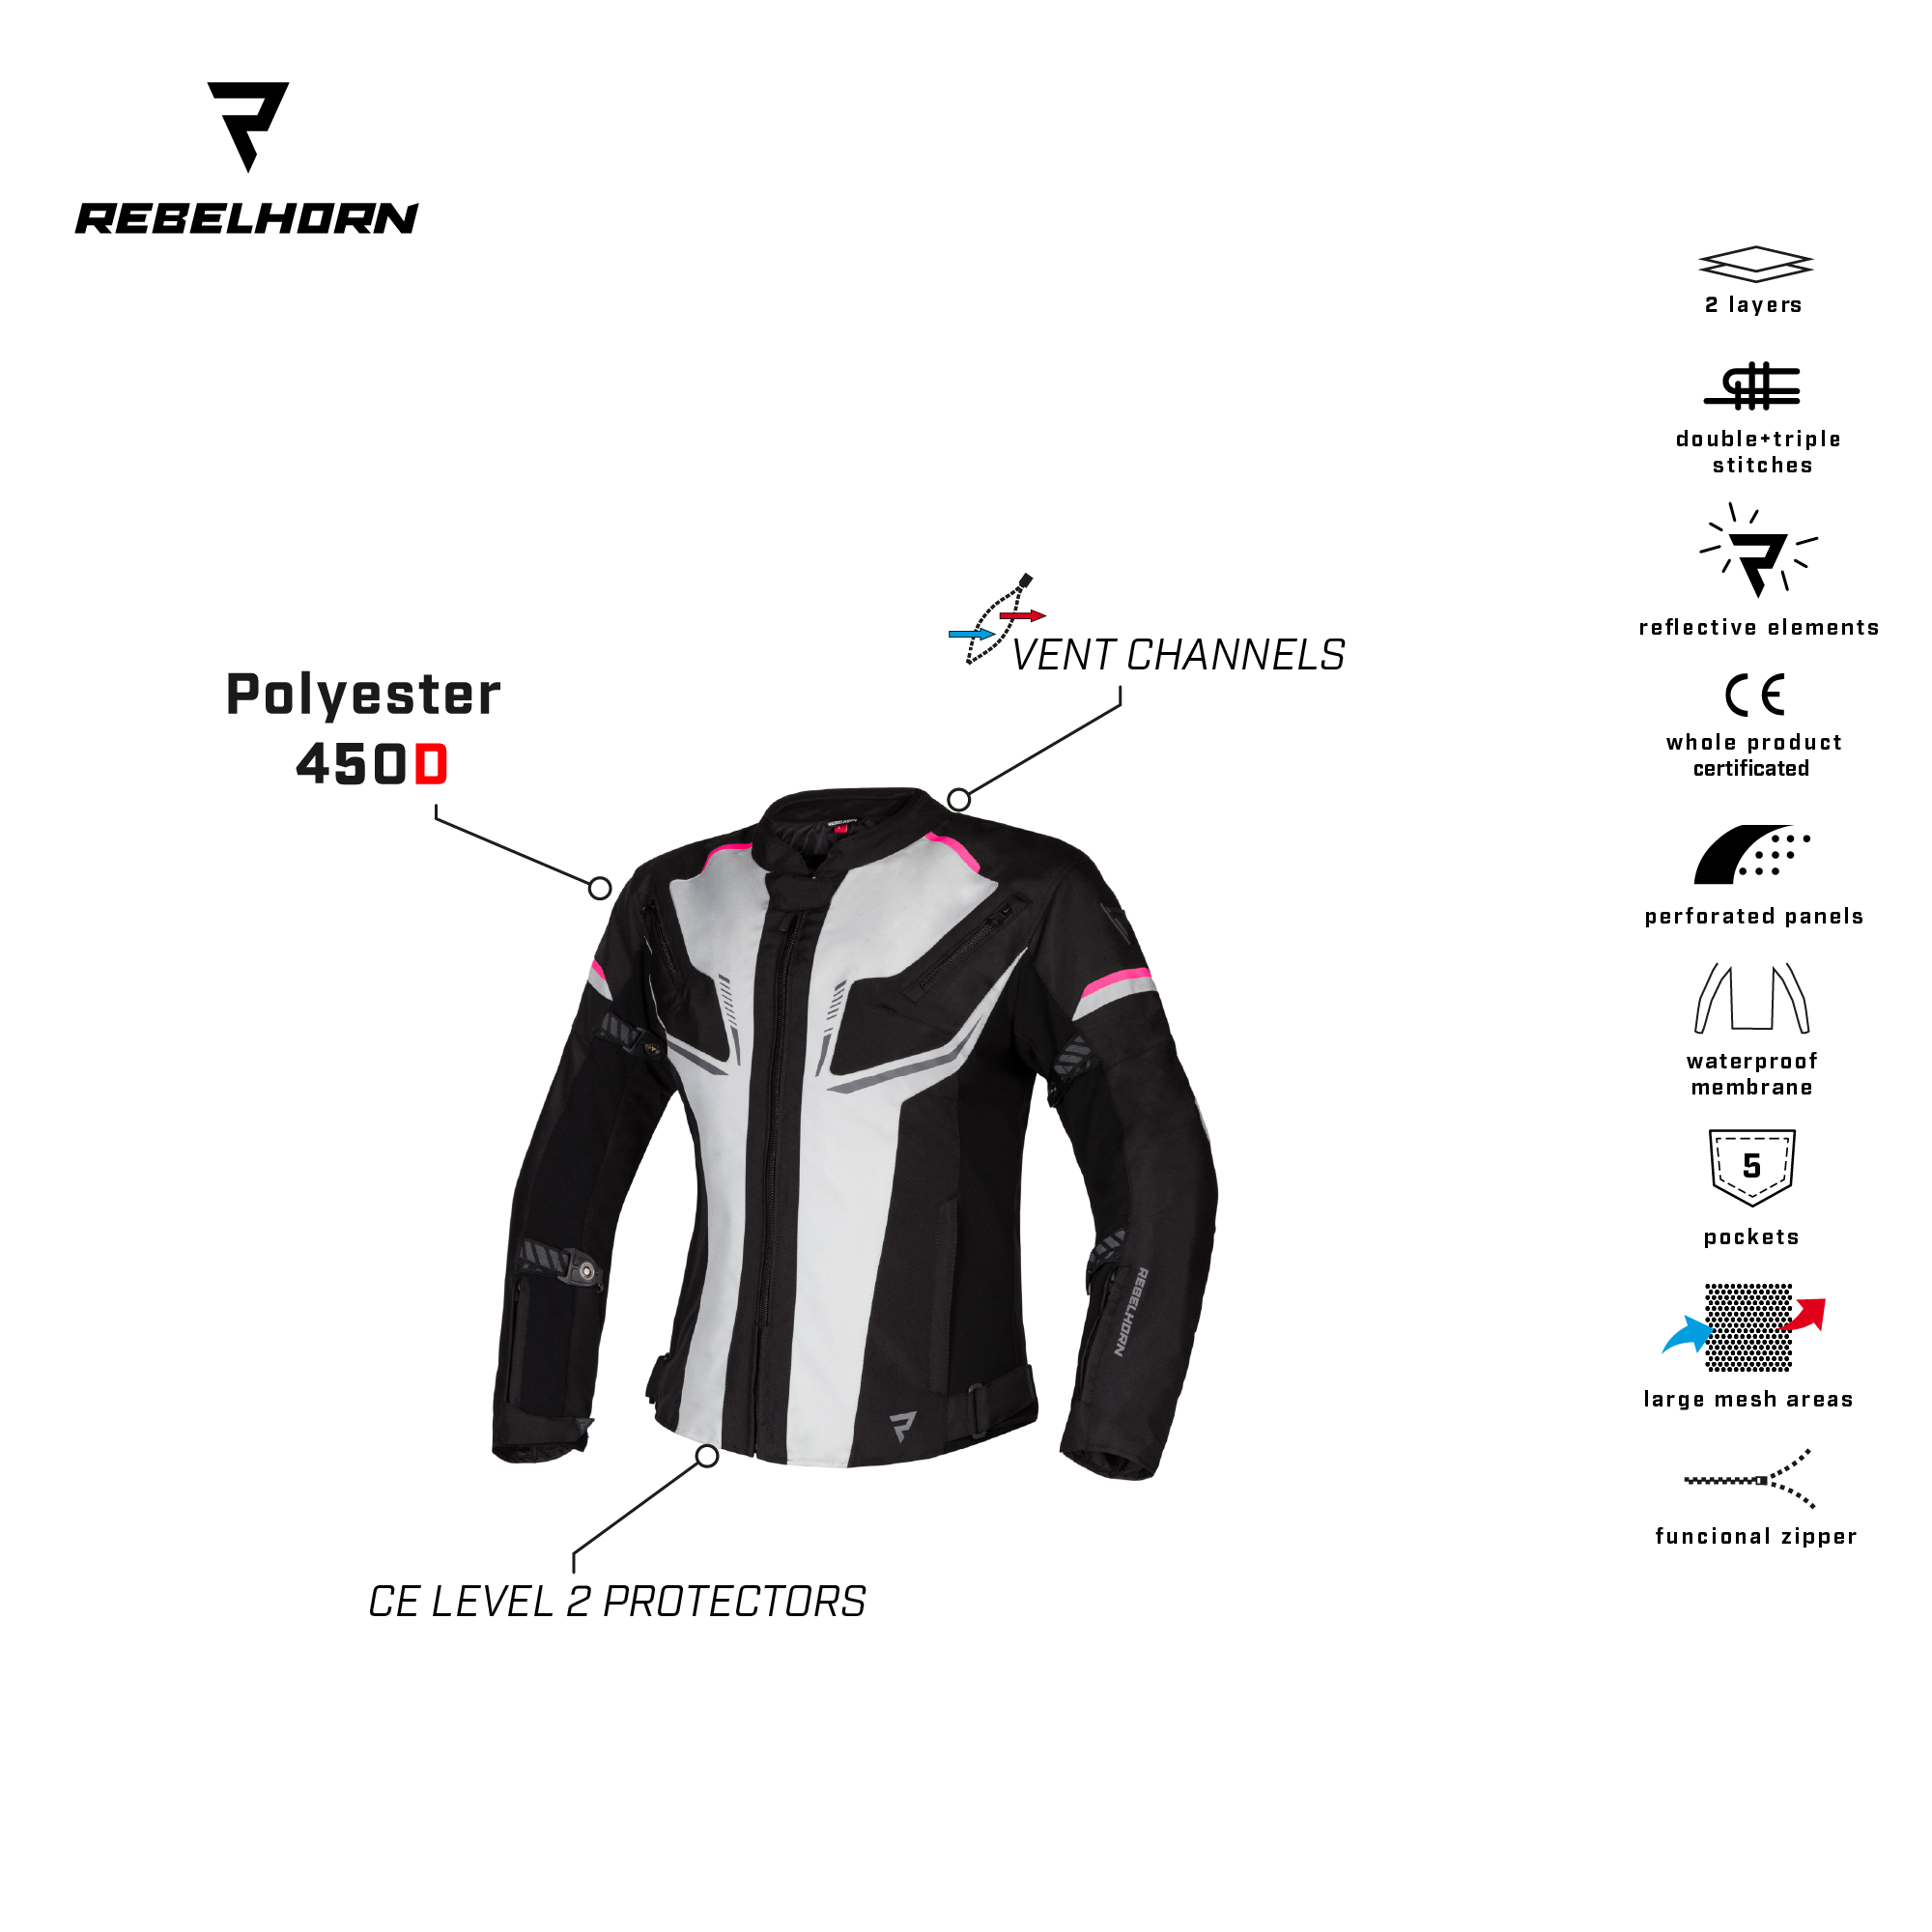 REBELHORN
2 layers
double+triple
stitches
reflective elements
VENT CHANNELS
Polyester
450D
CE
whole product
certificated
REBELHORN
perforated panels
waterproof
membrane
5
pockets
REBELHORN
large mesh areas
funcional zipper
CE LEVEL 2 PROTECTORS